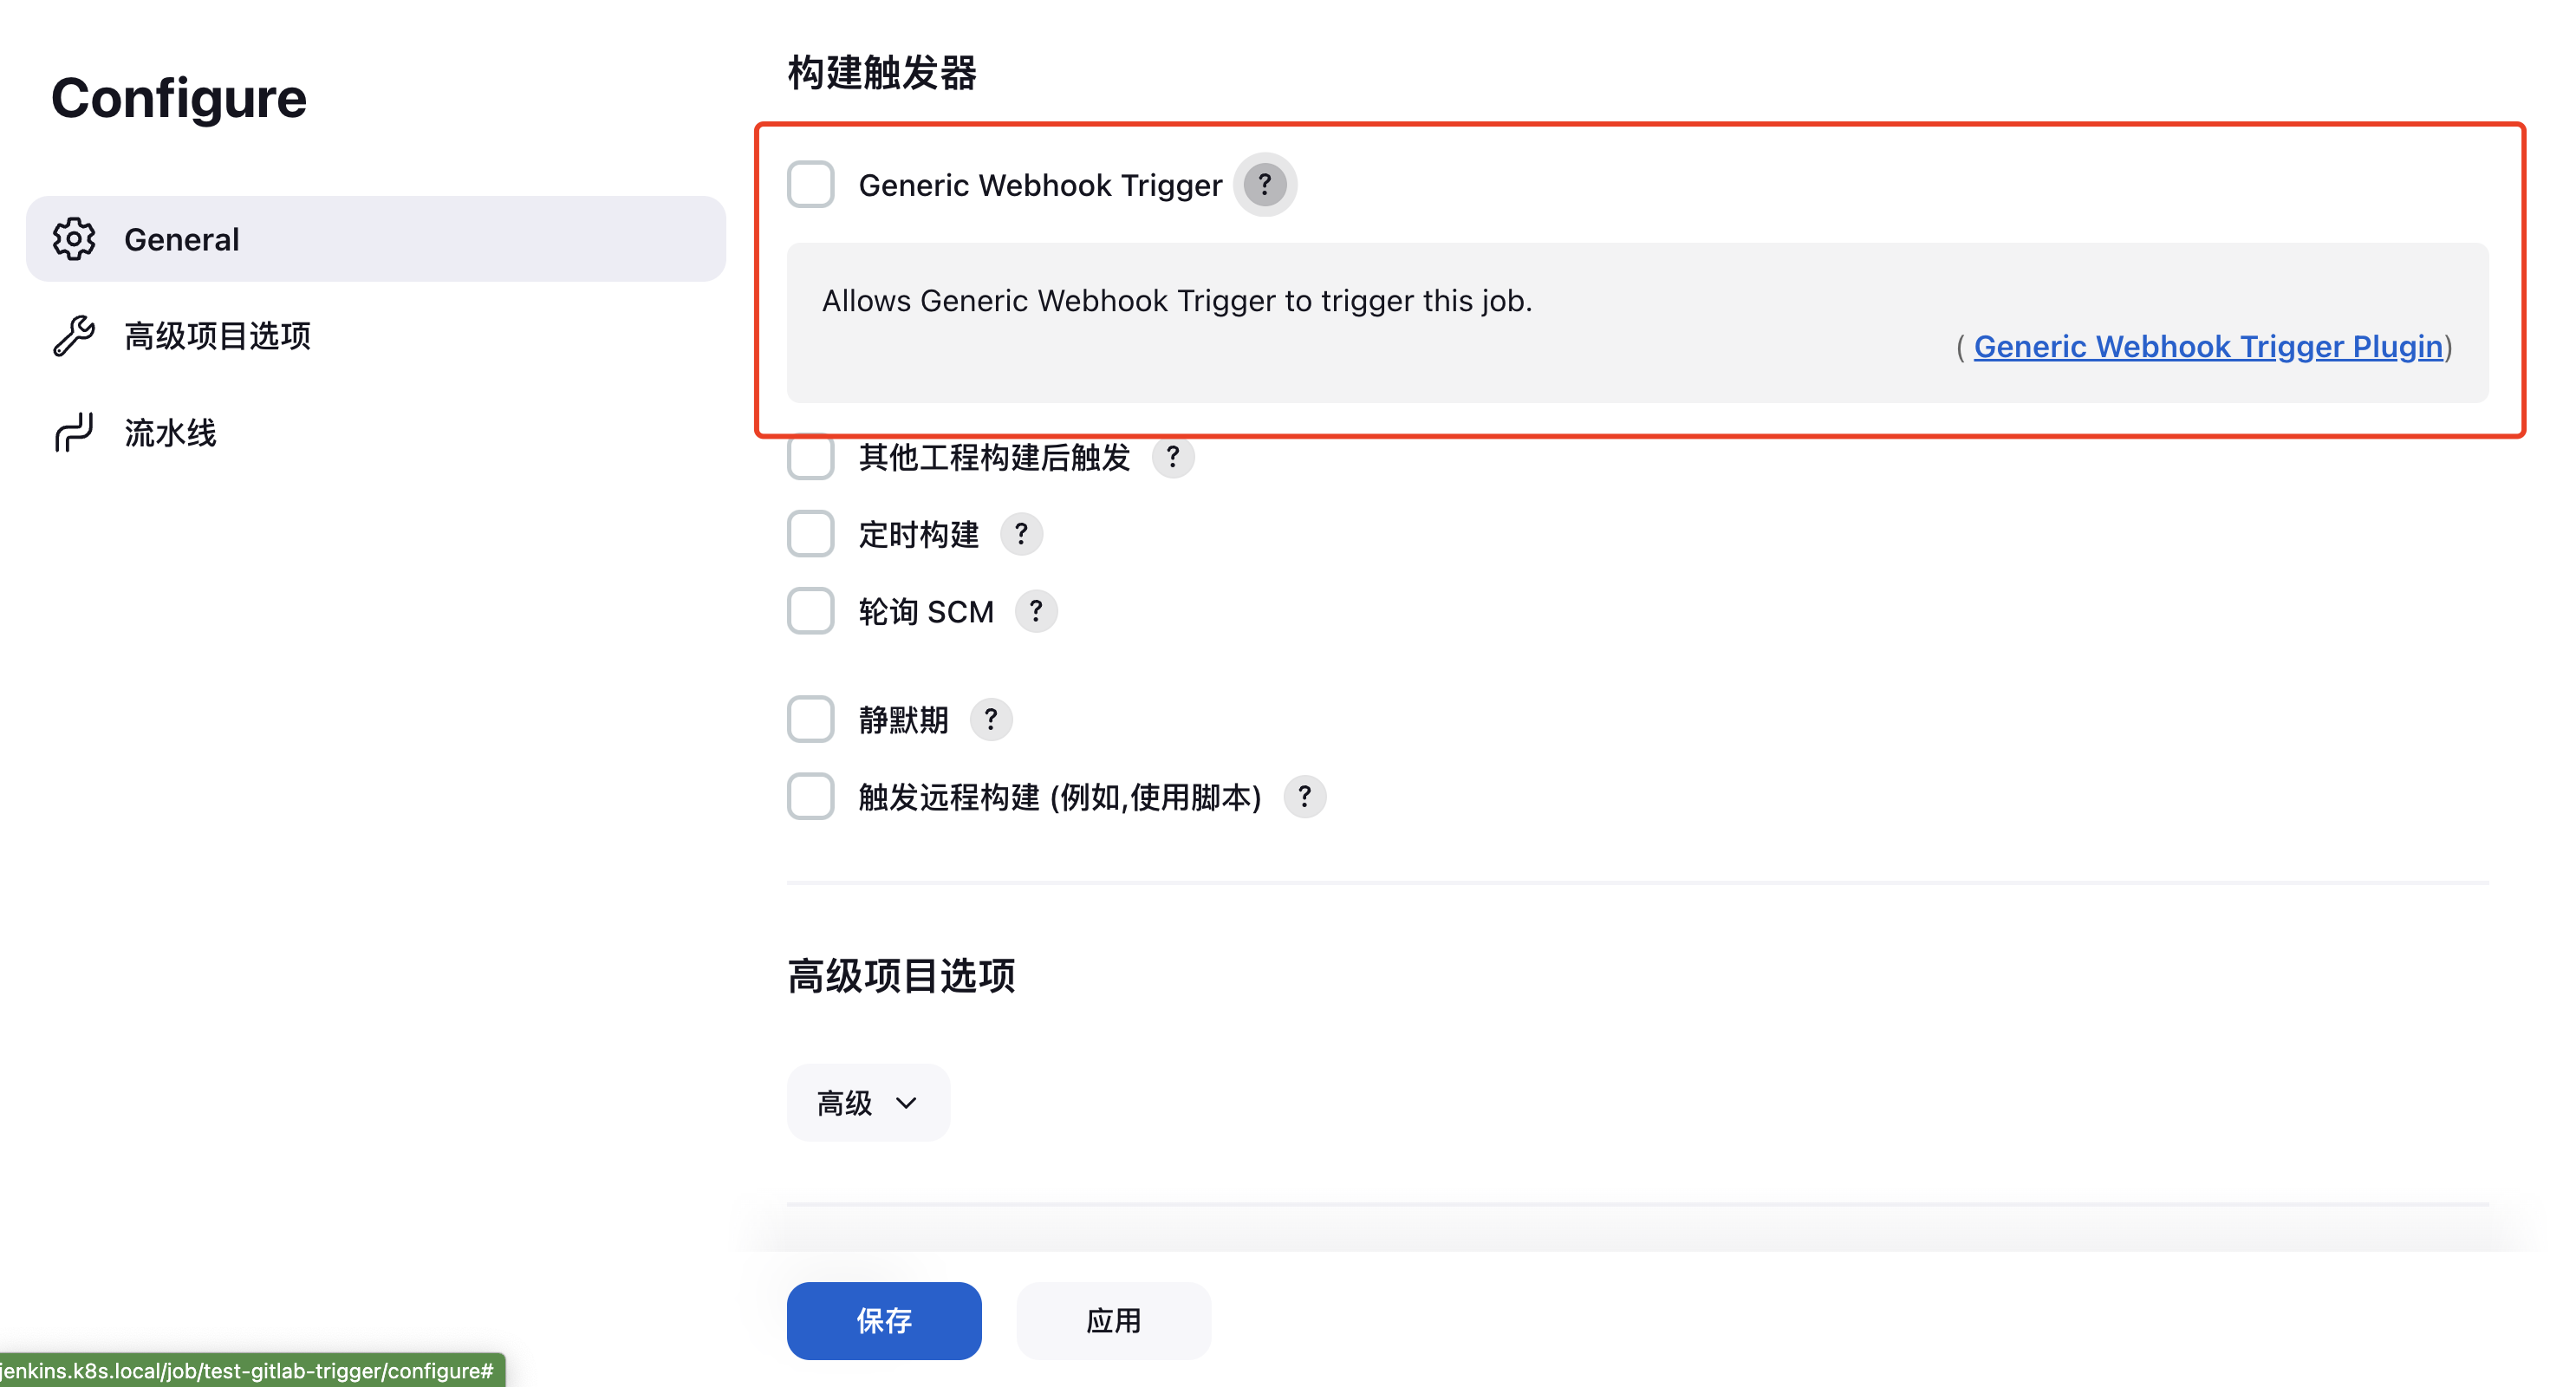 Configure
General
高级项目选项
流水线
构建触发器
Generic Webhook Trigger ?
Allows Generic Webhook Trigger to trigger this job.
( Generic Webhook Trigger Plugin)
其他工程构建后触发 ?
定时构建 ?
轮询 SCM ?
静默期 ?
触发远程构建 (例如,使用脚本) ?
高级项目选项
高级
保存
应用
jenkins.k8s.local/job/test-gitlab-trigger/configure#